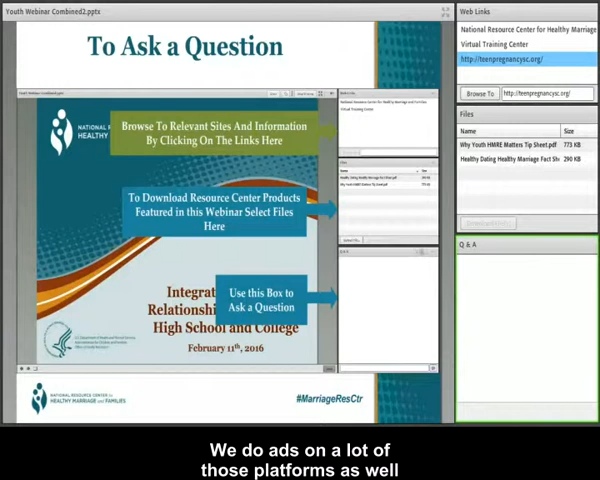 Youth Webinar Combined2.pptx
To Ask a Question
Browse To Relevant Sites And Information
By Clicking On The Links Here
To Download Resource Center Products
Featured in this Webinar Select Files
Here
Use this Box to
Ask a Question
NATIONAL R
HEALTHY
Integra
Relationship
High School and College
February 11th, 2016
NATIONAL RESOURCE CENTER for
HEALTHY MARRIAGE and FAMILIES
#MarriageResCtr
Web Links
National Resource Center for Healthy Marriage
Virtual Training Center
http://teenpregnancysc.org/
Browse To
http://teenpregnancysc.org/
Files
Name Size
Why Youth HMRE Matters Tip Sheet.pdf 773 KB
Healthy Dating Healthy Marriage Fact Sh 290 KB
Q & A
We do ads on a lot of
those platforms as well